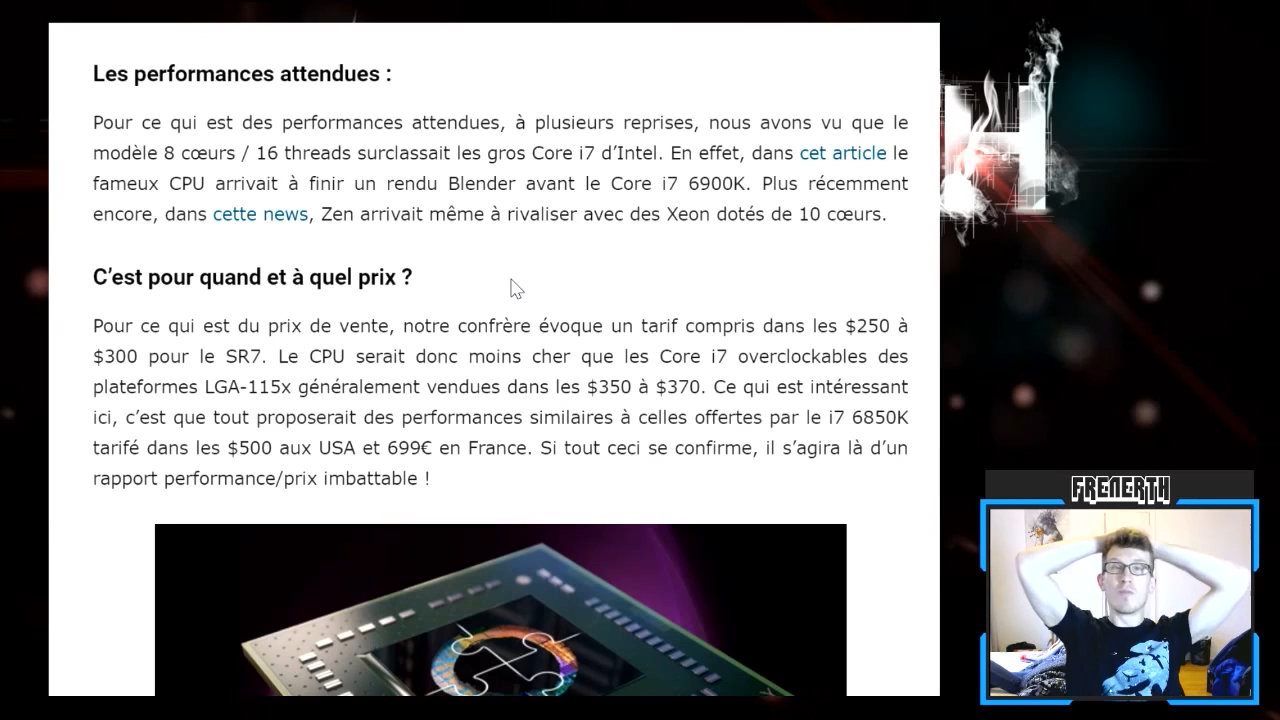 Les performances attendues :
Pour ce qui est des performances attendues, à plusieurs reprises, nous avons vu que le
modèle 8 cœurs / 16 threads surclassait les gros Core i7 d’Intel. En effet, dans cet article le
fameux CPU arrivait à finir un rendu Blender avant le Core i7 6900K. Plus récemment
encore, dans cette news, Zen arrivait même à rivaliser avec des Xeon dotés de 10 cœurs.
C’est pour quand et à quel prix ?
Pour ce qui est du prix de vente, notre confrère évoque un tarif compris dans les $250 à
$300 pour le SR7. Le CPU serait donc moins cher que les Core i7 overclockables des
plateformes LGA-115x généralement vendues dans les $350 à $370. Ce qui est intéressant
ici, c’est que tout proposerait des performances similaires à celles offertes par le i7 6850K
tarifé dans les $500 aux USA et 699€ en France. Si tout ceci se confirme, il s’agira là d’un
rapport performance/prix imbattable !
FRENERTH